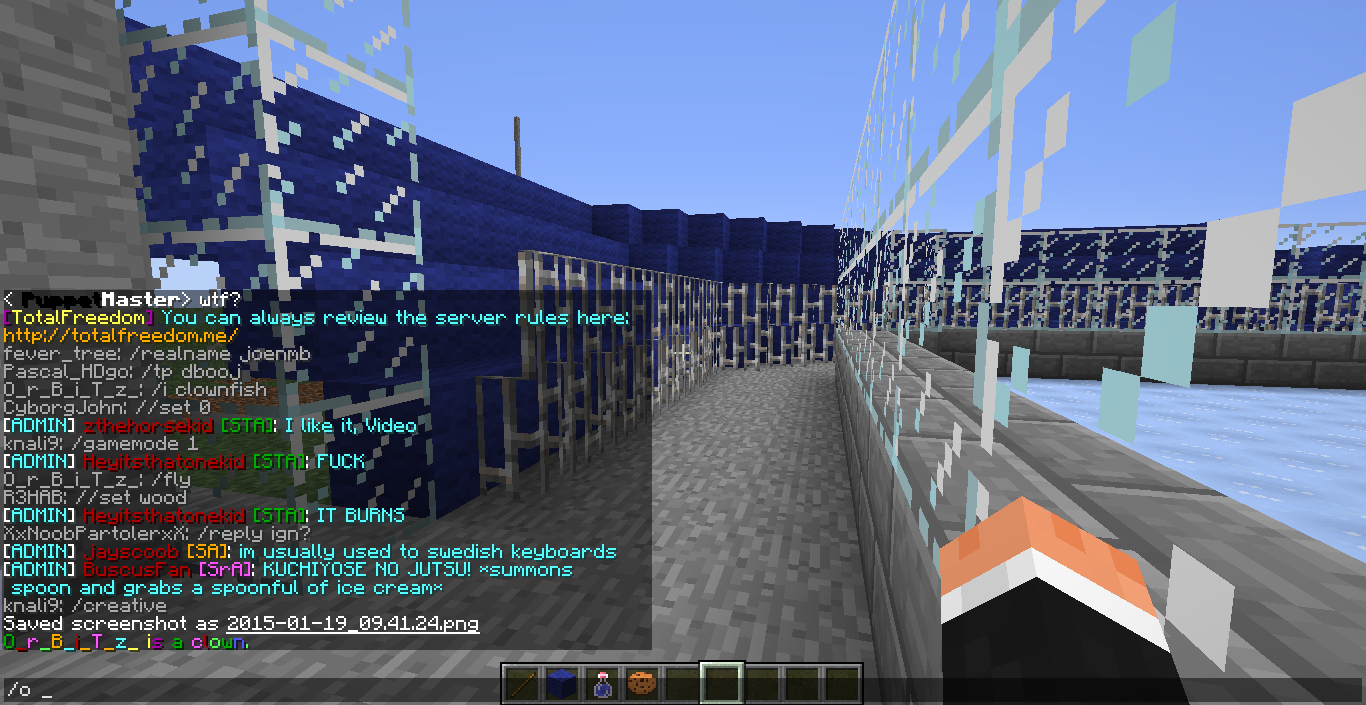 < PuppetMaster> wtf?
[TotalFreedom] You can always review the server rules here:
http://totalfreedom.me/
fever_tree: /realname joenmb
Pascal_HDgo: /tp dbooj
O_r_B_i_T_z_: /i clownfish
CyborgJohn: //set 0
[ADMIN] zthehorsekid [STA]: I like it, Video
knali9: /gamemode 1
[ADMIN] Heyitsthatonekid [STA]: FUCK
O_r_B_i_T_z_: /fly
R3HAB: //set wood
[ADMIN] Heyitsthatonekid [STA]: IT BURNS
XxNoobPartolerxX: /reply ign?
[ADMIN] jayscoob [SA]: im usually used to swedish keyboards
[ADMIN] BuscusFan [SrA]: KUCHIYOSE NO JUTSU! *summons
spoon and grabs a spoonful of ice cream*
knali9: /creative
Saved screenshot as 2015-01-19_09.41.24.png
O_r_B_i_T_z_ is a clown.
/o _